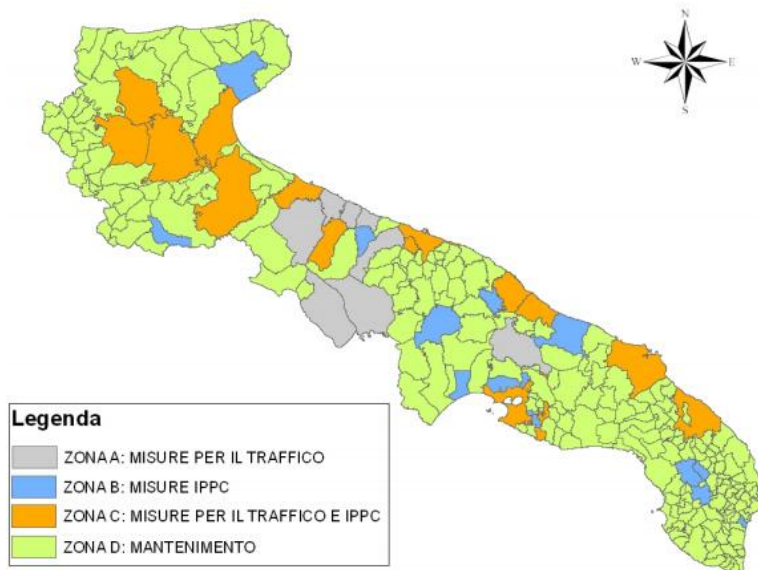 N
W E
S
Legenda
ZONA A: MISURE PER IL TRAFFICO
ZONA B: MISURE IPPC
ZONA C: MISURE PER IL TRAFFICO E IPPC
ZONA D: MANTENIMENTO